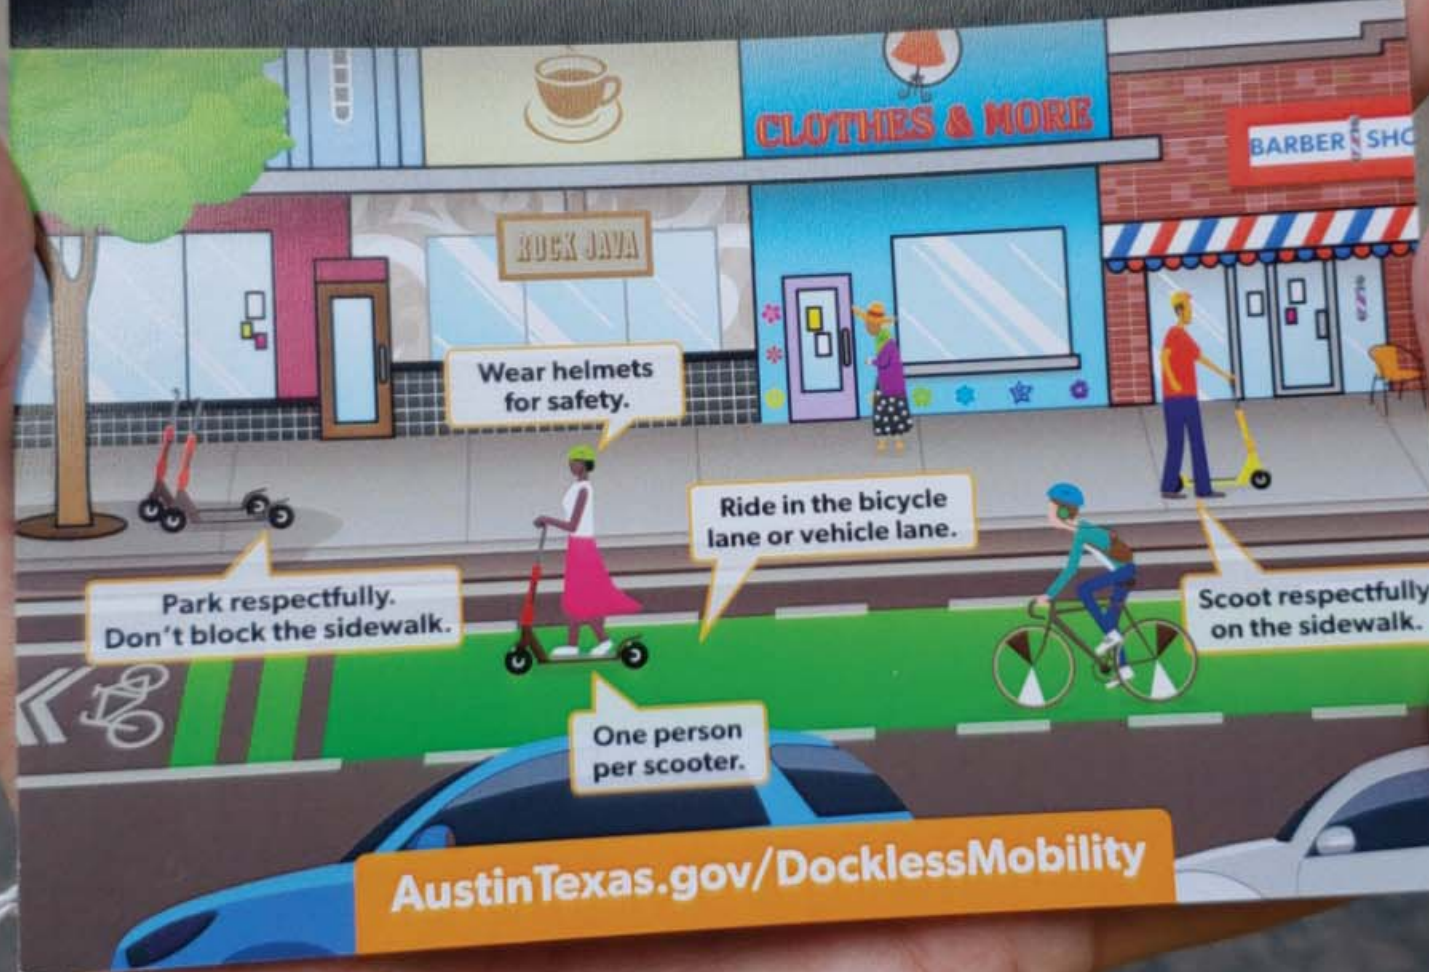 CLOTHES & MORE
BARBER SHO
ROCK JAVA
Wear helmets
for safety.
Ride in the bicycle
lane or vehicle lane.
Park respectfully.
Don't block the sidewalk.
Scoot respectfully
on the sidewalk.
One person
per scooter.
AustinTexas.gov/DocklessMobility